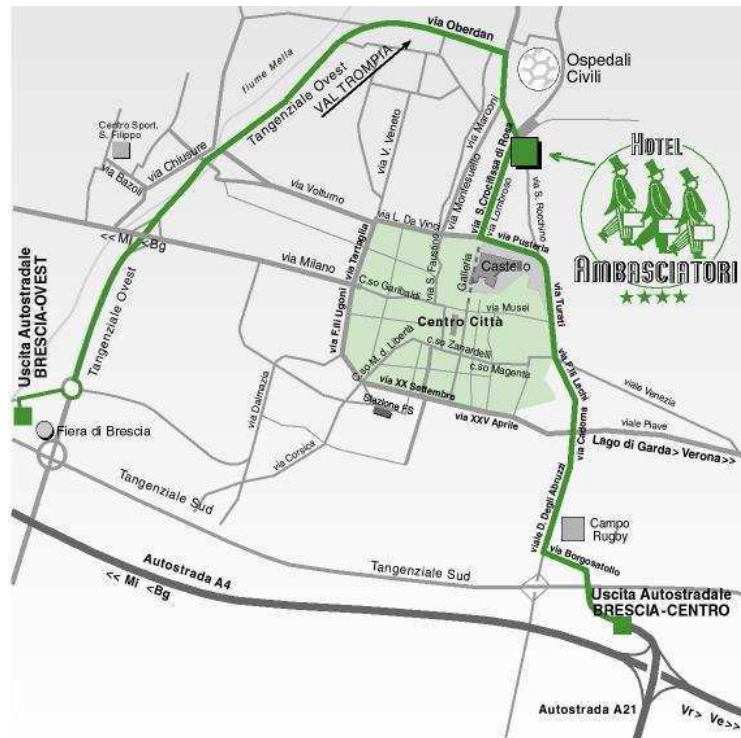 via Oberdan
fiume Mella
Tangenziale Ovest
VAL TROMPIA
Ospedali
Civili
Centro Sport.
S. Filippo
via Chiusure
via Bazoli
via V. Veneto
via Marconi
via Montesuello
via S.Crocifissa di Rosa
via Lombroso
via S. Rocchino
HOTEL
AMBASCIATORI
via Volturno
via L. Da Vinci
via Pusteria
<< Mi <Bg
via Milano
via Tartaglia
via S. Faustino
Galleria
Castello
C.so Garibaldi
via Musei
via Turati
Centro Città
via F.lli Ugoni
C.so M. d. Libertà
c.so Zanardelli
c.so Magenta
via F.lli Lechi
Uscita Autostradale
BRESCIA-OVEST
Tangenziale Ovest
via Dalmazia
via XX Settembre
Stazione FS
via XXV Aprile
viale Venezia
viale Piave
via Cadorna
Lago di Garda> Verona>>
Fiera di Brescia
via Corsica
Tangenziale Sud
viale D. Degli Abruzzi
Campo
Rugby
via Borgosatollo
Autostrada A4
<< Mi <Bg
Tangenziale Sud
Uscita Autostradale
BRESCIA-CENTRO
Autostrada A21
Vr> Ve>>